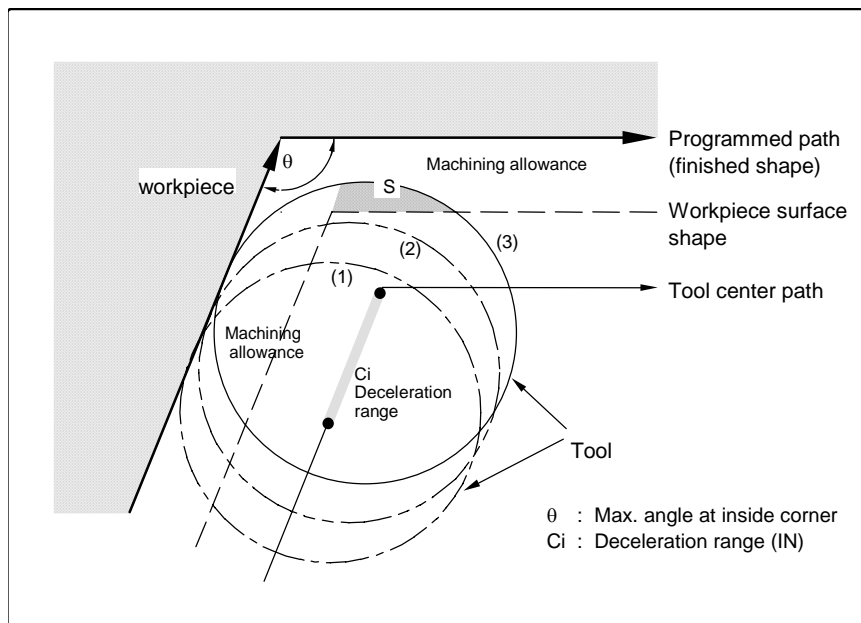 θ
workpiece
Machining allowance
Programmed path
(finished shape)
S
Workpiece surface
shape
(3)
(2)
(1)
Tool center path
Machining
allowance
Ci
Deceleration
range
Tool
θ : Max. angle at inside corner
Ci : Deceleration range (IN)